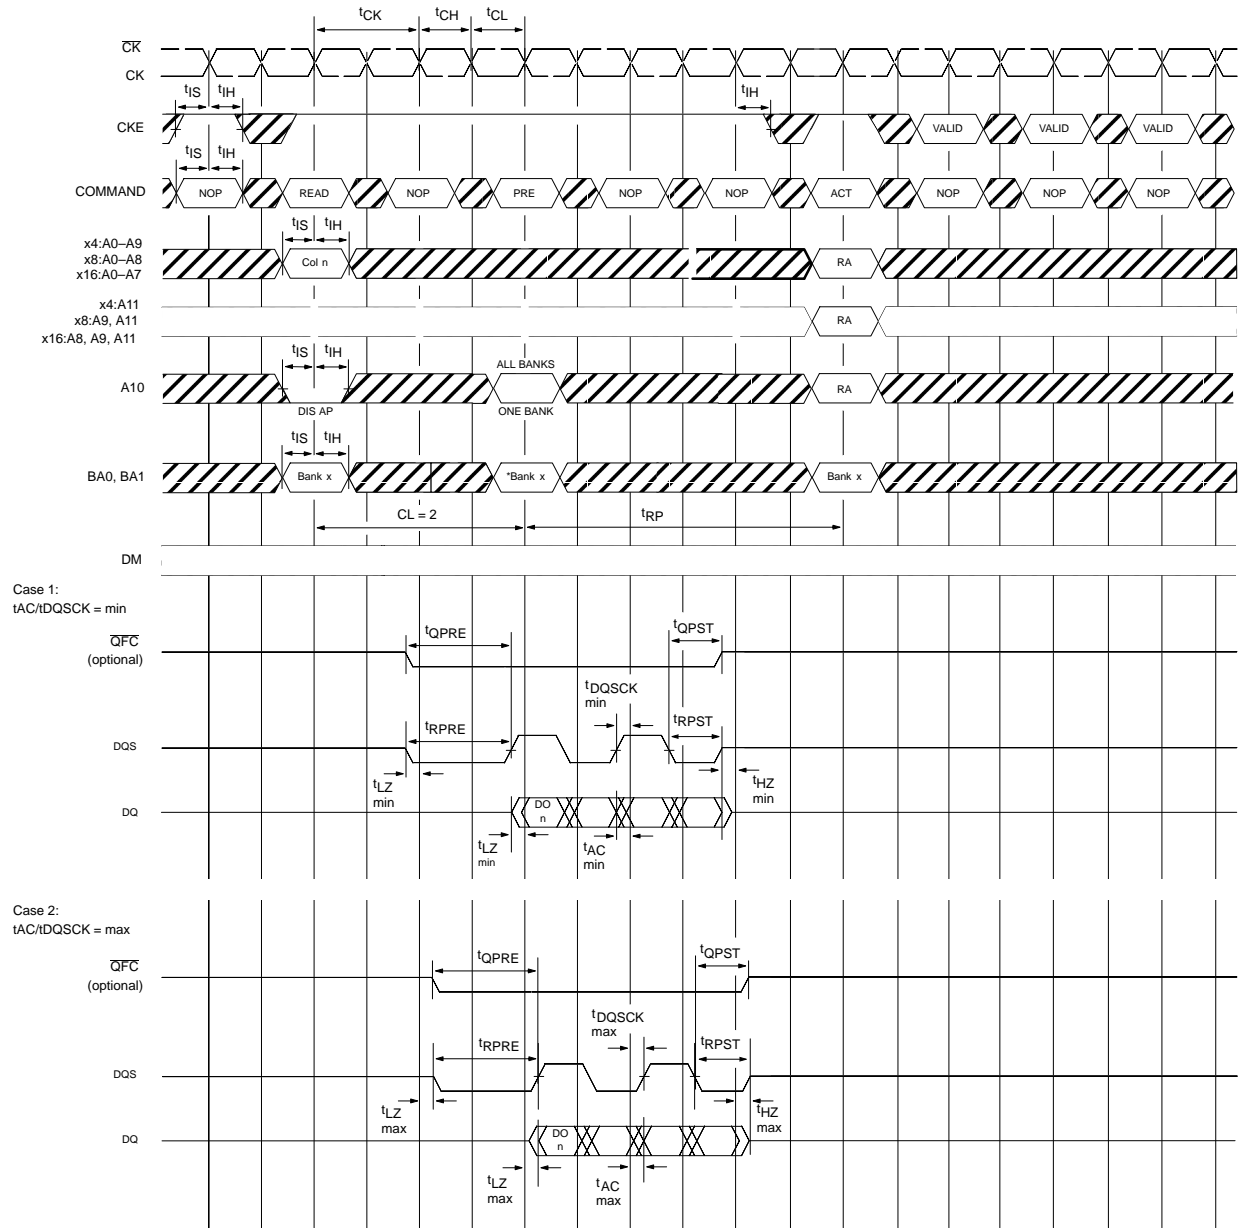 tCK tCH tCL
CK
CK
tIS tIH tIH
CKE VALID VALID VALID
tIS tIH
COMMAND NOP READ NOP PRE NOP NOP ACT NOP NOP NOP
tIS tIH
x4:A0–A9
x8:A0–A8
x16:A0–A7
Col n RA
x4:A11
x8:A9, A11
x16:A8, A9, A11
RA
tIS tIH ALL BANKS
A10 RA
DIS AP ONE BANK
tIS tIH
BA0, BA1 Bank x *Bank x Bank x
CL = 2 tRP
DM
Case 1:
tAC/tDQSCK = min
tQPRE tQPST
QFC
(optional)
tDQSCK
min
tRPRE tRPST
DQS
tLZ
min
tHZ
min
DQ DO
n
tLZ
min
tAC
min
Case 2:
tAC/tDQSCK = max
tQPRE tQPST
QFC
(optional)
tDQSCK
max
tRPRE tRPST
DQS
tLZ
max
tHZ
max
DQ DO
n
tLZ
max
tAC
max